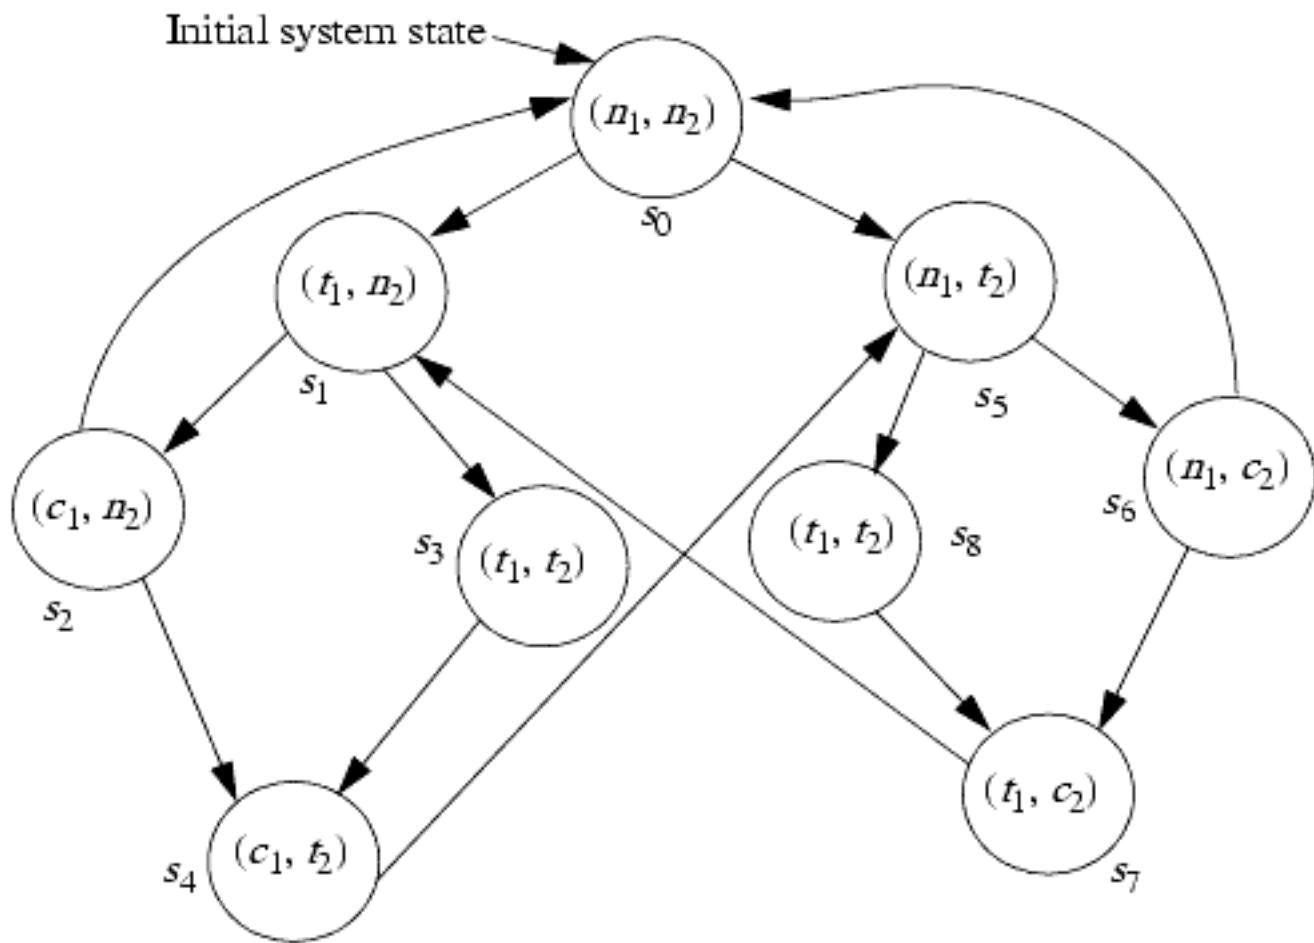 Initial system state
(n₁, n₂)
s₀
(t₁, n₂)
s₁
(n₁, t₂)
s₅
(c₁, n₂)
s₂
(t₁, t₂)
s₃
(t₁, t₂)
s₈
(n₁, c₂)
s₆
(c₁, t₂)
s₄
(t₁, c₂)
s₇